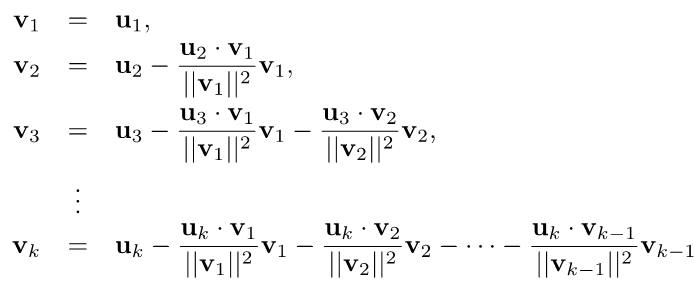 v₁ = u₁,
v₂ = u₂ − (u₂ · v₁)/(||v₁||²) v₁,
v₃ = u₃ − (u₃ · v₁)/(||v₁||²) v₁ − (u₃ · v₂)/(||v₂||²) v₂,
⋮
vₖ = uₖ − (uₖ · v₁)/(||v₁||²) v₁ − (uₖ · v₂)/(||v₂||²) v₂ − ⋯ − (uₖ · vₖ₋₁)/(||vₖ₋₁||²) vₖ₋₁